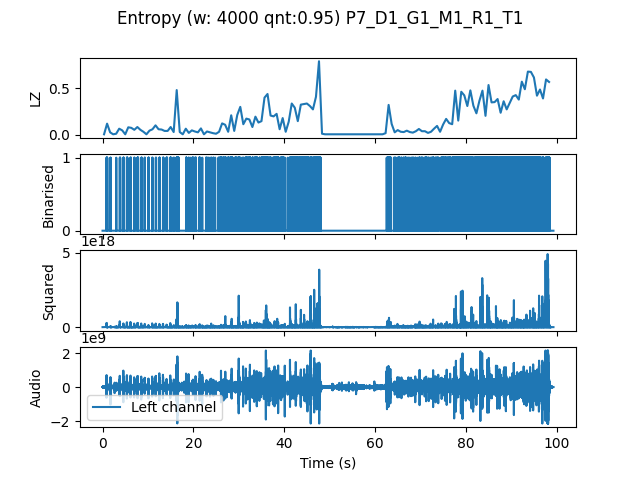 Entropy (w: 4000 qnt:0.95) P7_D1_G1_M1_R1_T1
LZ
0.5
0.0
Binarised
1
0
1e18
Squared
5
0
1e9
Audio
2
0
−2
Left channel
0 20 40 60 80 100
Time (s)